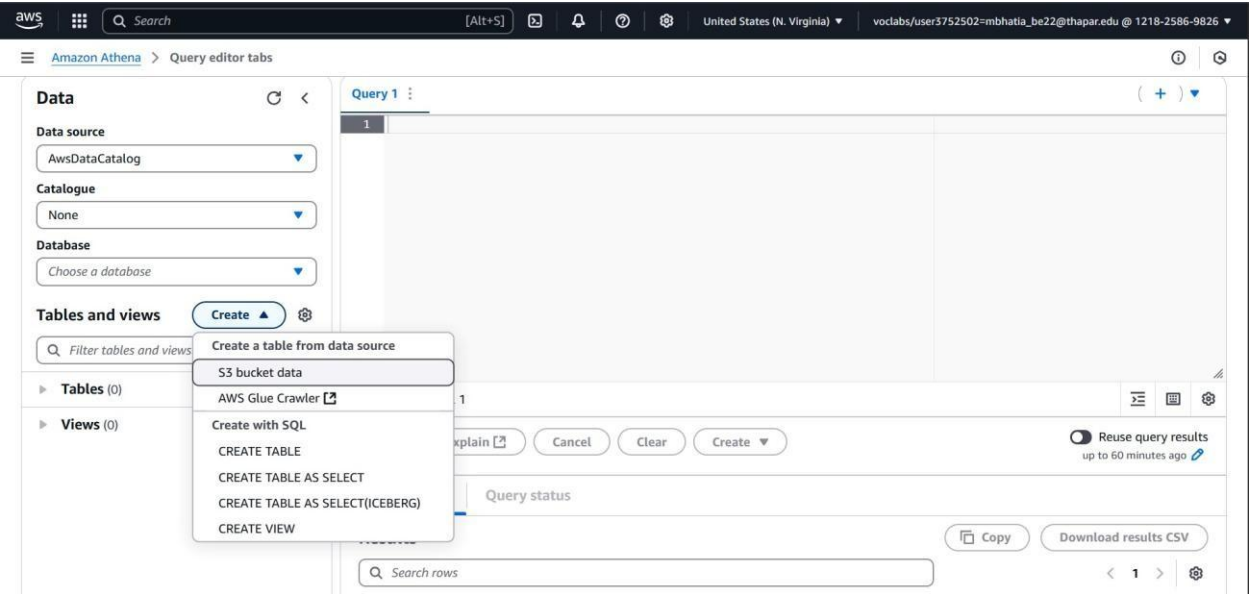 aws Search [Alt+S] United States (N. Virginia) ▼ voclabs/user3752502=mbhatia_be22@thapar.edu @ 1218-2586-9826 ▼
Amazon Athena > Query editor tabs
Data
Data source
AwsDataCatalog
Catalogue
None
Database
Choose a database
Tables and views Create ▲
Filter tables and views
Create a table from data source
S3 bucket data
AWS Glue Crawler
Create with SQL
CREATE TABLE
CREATE TABLE AS SELECT
CREATE TABLE AS SELECT(ICEBERG)
CREATE VIEW
Tables (0)
Views (0)
Query 1
1
1
xplain Cancel Clear Create ▼
Reuse query results
up to 60 minutes ago
Query status
Copy Download results CSV
Search rows
< 1 >